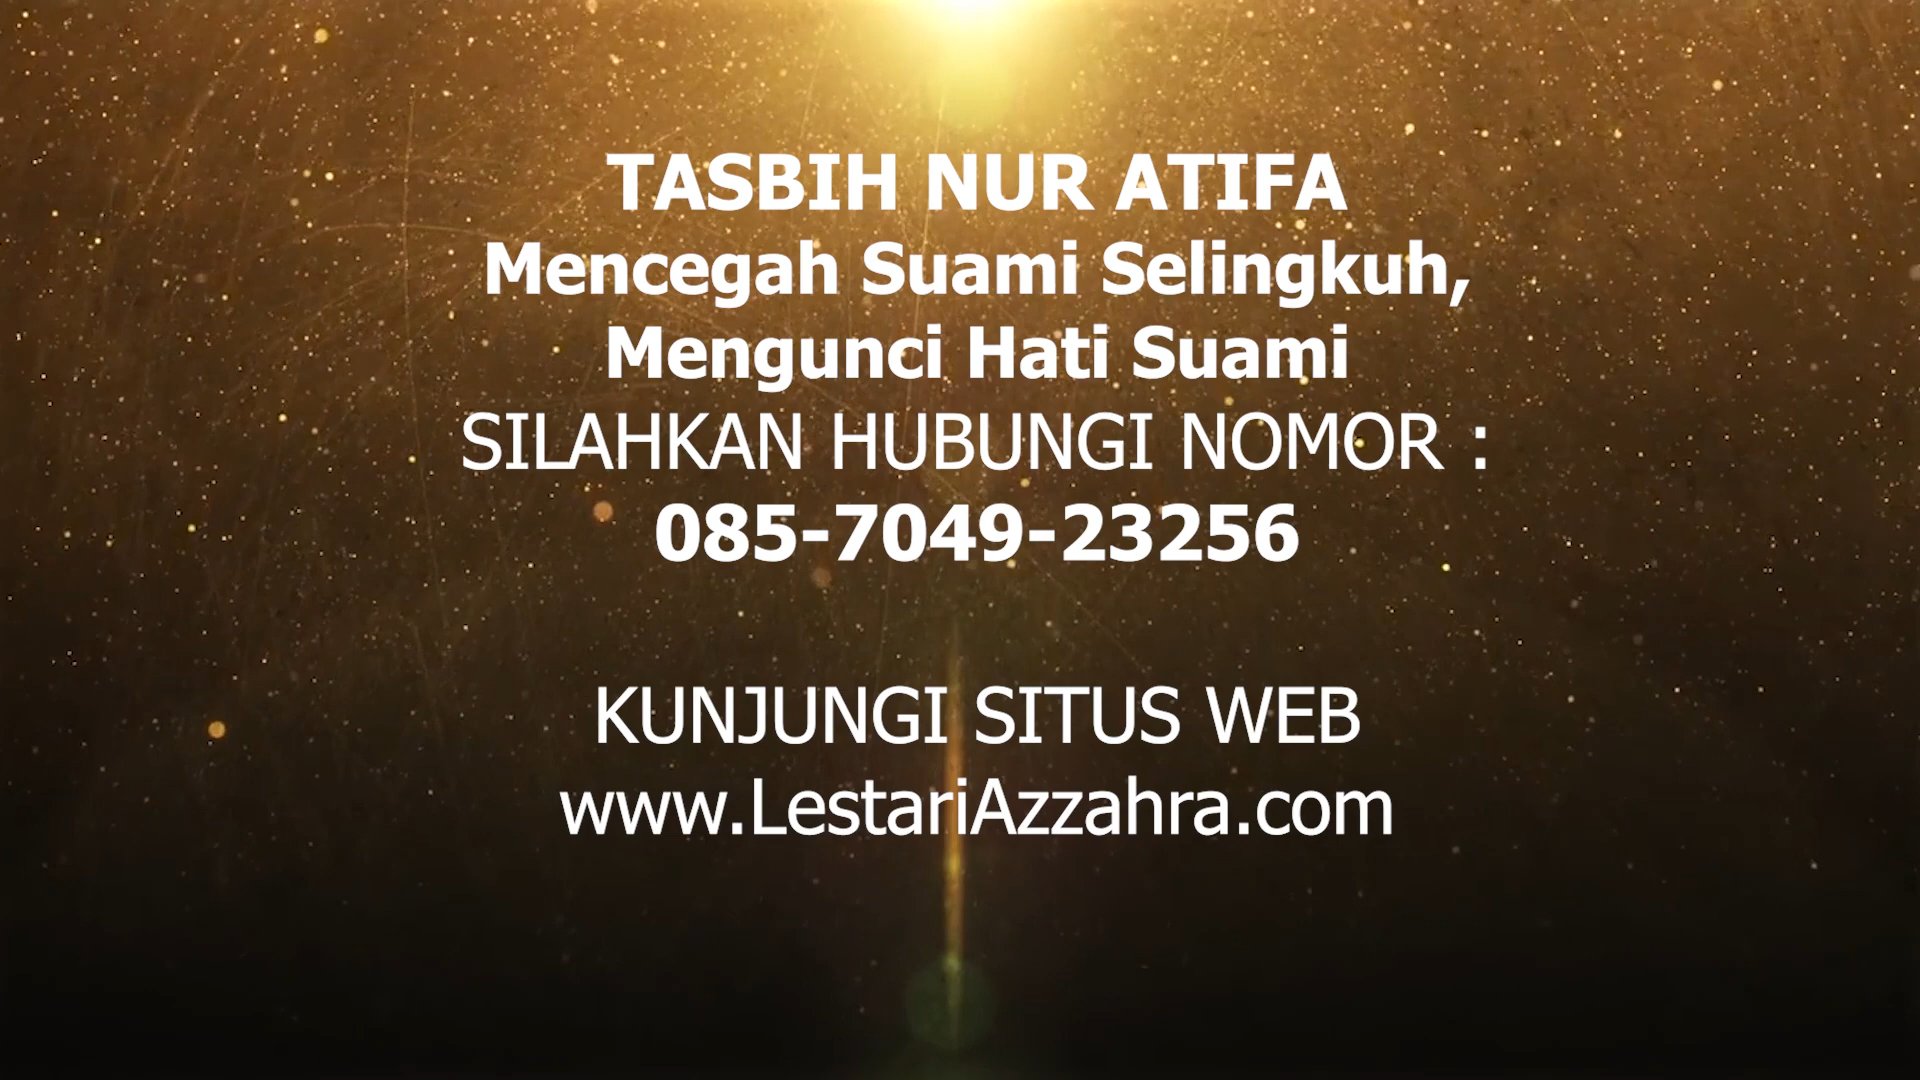 TASBIH NUR ATIFA
Mencegah Suami Selingkuh,
Mengunci Hati Suami
SILAHKAN HUBUNGI NOMOR :
085-7049-23256
KUNJUNGI SITUS WEB
www.LestariAzzahra.com